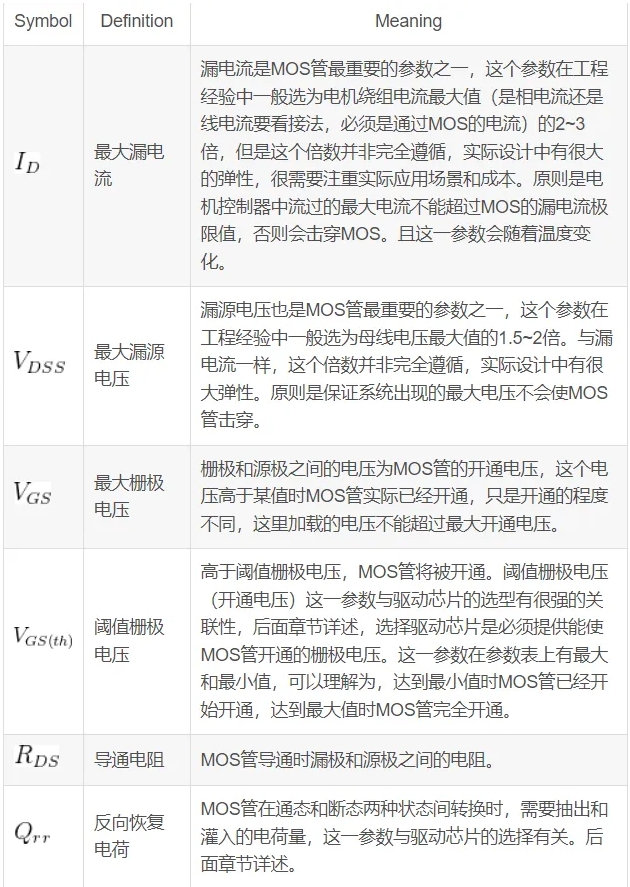 Symbol Definition Meaning
I_D
最大漏电
流
漏电流是MOS管最重要的参数之一，这个参数在工程
经验中一般选为电机绕组电流最大值（是相电流还是
线电流要看接法，必须是通过MOS的电流）的2~3
倍，但是这个倍数并非完全遵循，实际设计中有很大
的弹性，很需要注重实际应用场景和成本。原则是电
机控制器中流过的最大电流不能超过MOS的漏电流极
限值，否则会击穿MOS。且这一参数会随着温度变
化。
V_{DSS}
最大漏源
电压
漏源电压也是MOS管最重要的参数之一，这个参数在
工程经验中一般选为母线电压最大值的1.5~2倍。与漏
电流一样，这个倍数并非完全遵循，实际设计中有很
大弹性。原则是保证系统出现的最大电压不会使MOS
管击穿。
V_{GS}
最大栅极
电压
栅极和源极之间的电压为MOS管的开通电压，这个电
压高于某值时MOS管实际已经开通，只是开通的程度
不同，这里加载的电压不能超过最大开通电压。
V_{GS(th)}
阈值栅极
电压
高于阈值栅极电压，MOS管将被开通。阈值栅极电压
（开通电压）这一参数与驱动芯片的选型有很强的关
联性，后面章节详述，选择驱动芯片是必须提供能使
MOS管开通的栅极电压。这一参数在参数表上有最大
和最小值，可以理解为，达到最小值时MOS管已经开
始开通，达到最大值时MOS管完全开通。
R_{DS}
导通电阻
MOS管导通时漏极和源极之间的电阻。
Q_{rr}
反向恢复
电荷
MOS管在通态和断态两种状态间转换时，需要抽出和
灌入的电荷量，这一参数与驱动芯片的选择有关。后
面章节详述。